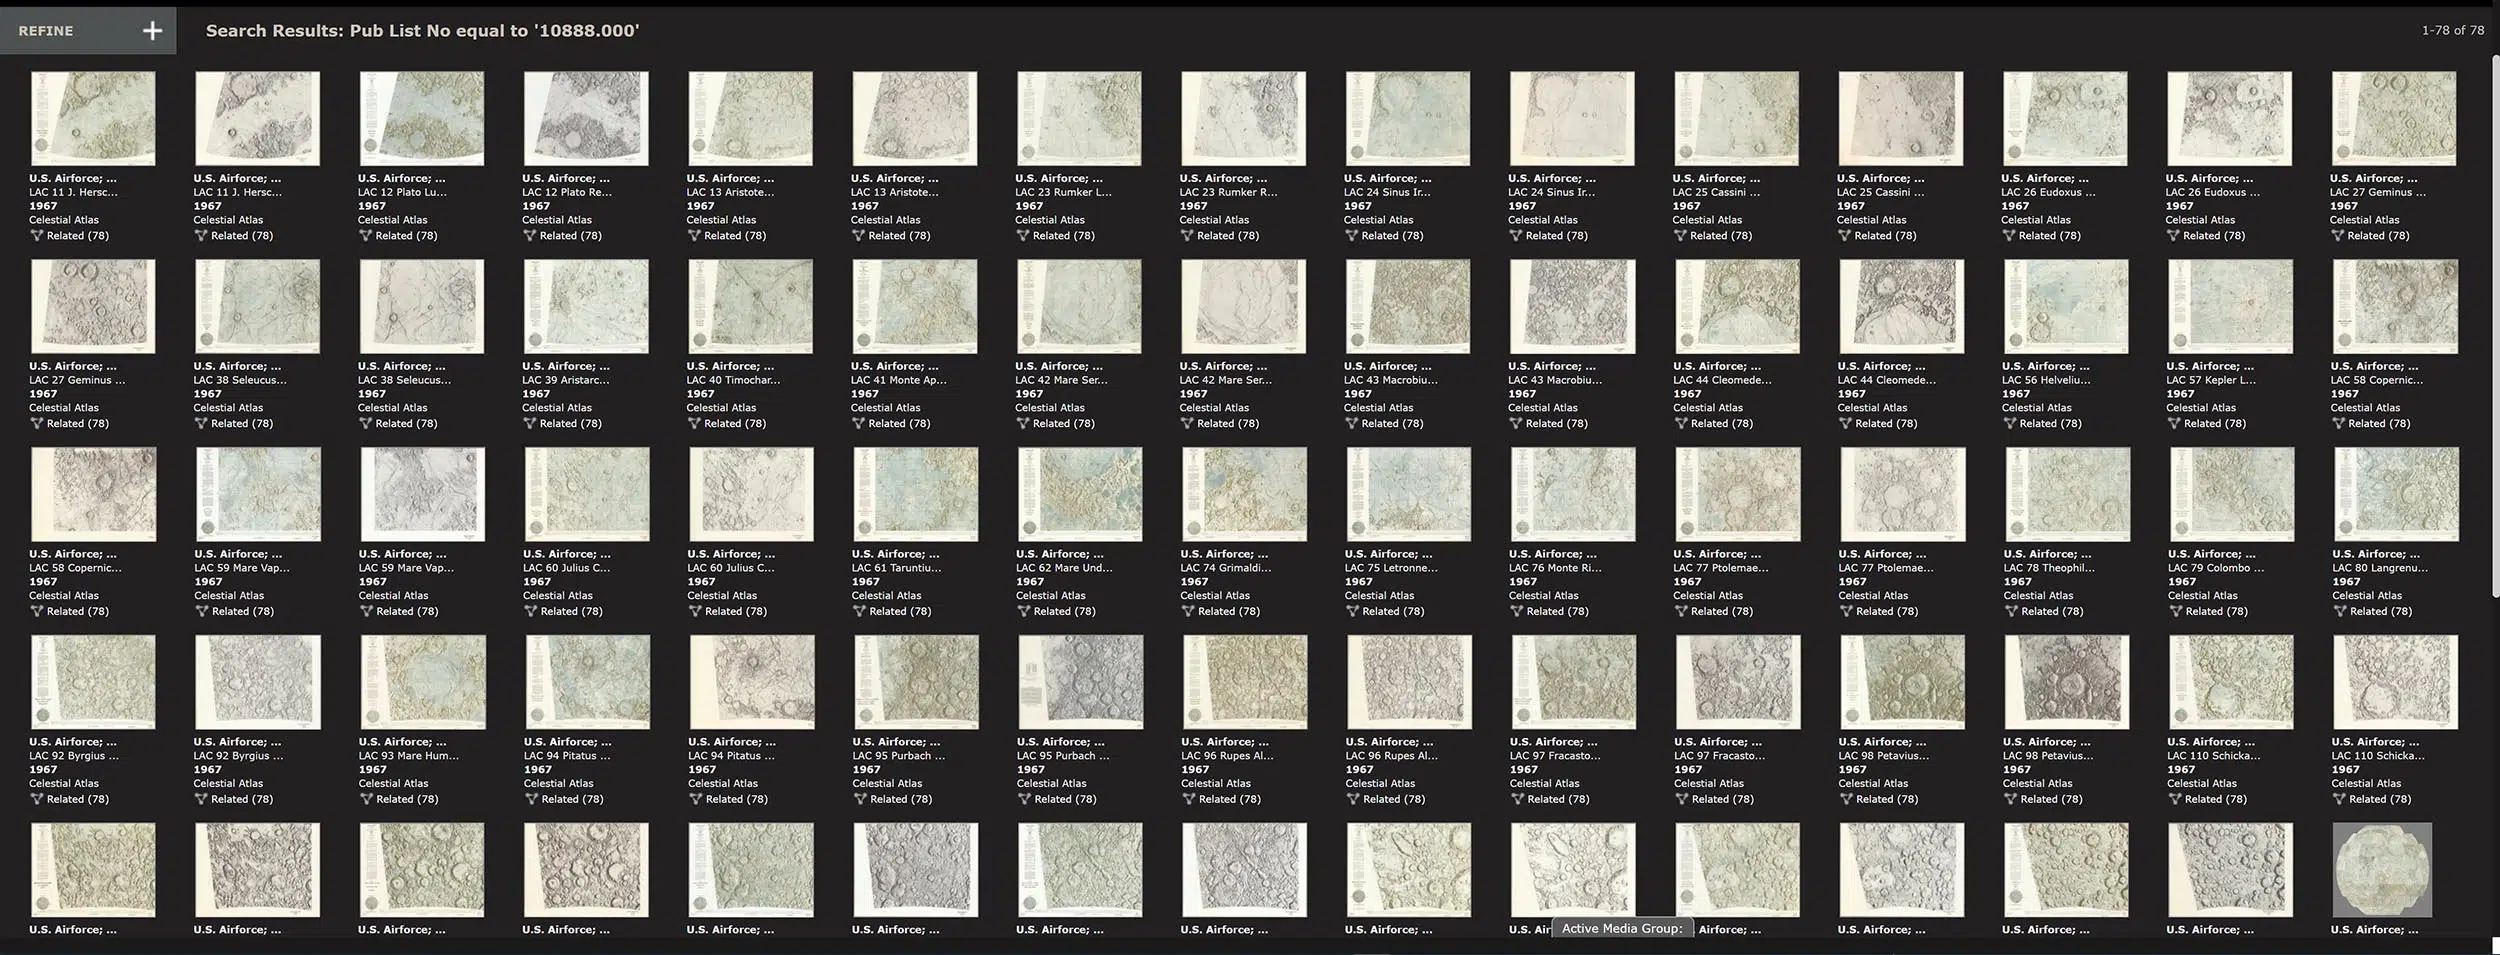 REFINE
Search Results: Pub List No equal to '10888.000'
1-78 of 78
U.S. Airforce; ... U.S. Airforce; ... U.S. Airforce; ... U.S. Airforce; ... U.S. Airforce; ... U.S. Airforce; ... U.S. Airforce; ... U.S. Airforce; ... U.S. Airforce; ... U.S. Airforce; ... U.S. Airforce; ... U.S. Airforce; ... U.S. Airforce; ... U.S. Airforce; ... U.S. Airforce; ...
LAC 11 J. Hersc... LAC 11 J. Hersc... LAC 12 Plato Lu... LAC 12 Plato Re... LAC 13 Aristote... LAC 13 Aristote... LAC 23 Rumker L... LAC 23 Rumker R... LAC 24 Sinus Ir... LAC 24 Sinus Ir... LAC 25 Cassini ... LAC 25 Cassini ... LAC 26 Eudoxus ... LAC 26 Eudoxus ... LAC 27 Geminus ...
1967 1967 1967 1967 1967 1967 1967 1967 1967 1967 1967 1967 1967 1967 1967
Celestial Atlas Celestial Atlas Celestial Atlas Celestial Atlas Celestial Atlas Celestial Atlas Celestial Atlas Celestial Atlas Celestial Atlas Celestial Atlas Celestial Atlas Celestial Atlas Celestial Atlas Celestial Atlas Celestial Atlas
Related (78) Related (78) Related (78) Related (78) Related (78) Related (78) Related (78) Related (78) Related (78) Related (78) Related (78) Related (78) Related (78) Related (78) Related (78)
U.S. Airforce; ... U.S. Airforce; ... U.S. Airforce; ... U.S. Airforce; ... U.S. Airforce; ... U.S. Airforce; ... U.S. Airforce; ... U.S. Airforce; ... U.S. Airforce; ... U.S. Airforce; ... U.S. Airforce; ... U.S. Airforce; ... U.S. Airforce; ... U.S. Airforce; ... U.S. Airforce; ...
LAC 27 Geminus ... LAC 38 Seleucus... LAC 38 Seleucus... LAC 39 Aristarc... LAC 40 Timochar... LAC 41 Monte Ap... LAC 42 Mare Ser... LAC 42 Mare Ser... LAC 43 Macrobiu... LAC 43 Macrobiu... LAC 44 Cleomede... LAC 44 Cleomede... LAC 56 Helveliu... LAC 57 Kepler L... LAC 58 Copernic...
1967 1967 1967 1967 1967 1967 1967 1967 1967 1967 1967 1967 1967 1967 1967
Celestial Atlas Celestial Atlas Celestial Atlas Celestial Atlas Celestial Atlas Celestial Atlas Celestial Atlas Celestial Atlas Celestial Atlas Celestial Atlas Celestial Atlas Celestial Atlas Celestial Atlas Celestial Atlas Celestial Atlas
Related (78) Related (78) Related (78) Related (78) Related (78) Related (78) Related (78) Related (78) Related (78) Related (78) Related (78) Related (78) Related (78) Related (78) Related (78)
U.S. Airforce; ... U.S. Airforce; ... U.S. Airforce; ... U.S. Airforce; ... U.S. Airforce; ... U.S. Airforce; ... U.S. Airforce; ... U.S. Airforce; ... U.S. Airforce; ... U.S. Airforce; ... U.S. Airforce; ... U.S. Airforce; ... U.S. Airforce; ... U.S. Airforce; ... U.S. Airforce; ...
LAC 58 Copernic... LAC 59 Mare Vap... LAC 59 Mare Vap... LAC 60 Julius C... LAC 60 Julius C... LAC 61 Taruntiu... LAC 62 Mare Und... LAC 74 Grimaldi... LAC 75 Letronne... LAC 76 Monte Ri... LAC 77 Ptolemae... LAC 77 Ptolemae... LAC 78 Theophil... LAC 79 Colombo ... LAC 80 Langrenu...
1967 1967 1967 1967 1967 1967 1967 1967 1967 1967 1967 1967 1967 1967 1967
Celestial Atlas Celestial Atlas Celestial Atlas Celestial Atlas Celestial Atlas Celestial Atlas Celestial Atlas Celestial Atlas Celestial Atlas Celestial Atlas Celestial Atlas Celestial Atlas Celestial Atlas Celestial Atlas Celestial Atlas
Related (78) Related (78) Related (78) Related (78) Related (78) Related (78) Related (78) Related (78) Related (78) Related (78) Related (78) Related (78) Related (78) Related (78) Related (78)
U.S. Airforce; ... U.S. Airforce; ... U.S. Airforce; ... U.S. Airforce; ... U.S. Airforce; ... U.S. Airforce; ... U.S. Airforce; ... U.S. Airforce; ... U.S. Airforce; ... U.S. Airforce; ... U.S. Airforce; ... U.S. Airforce; ... U.S. Airforce; ... U.S. Airforce; ... U.S. Airforce; ...
LAC 92 Byrgius ... LAC 92 Byrgius ... LAC 93 Mare Hum... LAC 94 Pitatus ... LAC 94 Pitatus ... LAC 95 Purbach ... LAC 95 Purbach ... LAC 96 Rupes Al... LAC 96 Rupes Al... LAC 97 Fracasto... LAC 97 Fracasto... LAC 98 Petavius... LAC 98 Petavius... LAC 110 Schicka... LAC 110 Schicka...
1967 1967 1967 1967 1967 1967 1967 1967 1967 1967 1967 1967 1967 1967 1967
Celestial Atlas Celestial Atlas Celestial Atlas Celestial Atlas Celestial Atlas Celestial Atlas Celestial Atlas Celestial Atlas Celestial Atlas Celestial Atlas Celestial Atlas Celestial Atlas Celestial Atlas Celestial Atlas Celestial Atlas
Related (78) Related (78) Related (78) Related (78) Related (78) Related (78) Related (78) Related (78) Related (78) Related (78) Related (78) Related (78) Related (78) Related (78) Related (78)
U.S. Airforce; ... U.S. Airforce; ... U.S. Airforce; ... U.S. Airforce; ... U.S. Airforce; ... U.S. Airforce; ... U.S. Airforce; ... U.S. Airforce; ... U.S. Airforce; ... U.S. Air Active Media Group: Airforce; ... U.S. Airforce; ... U.S. Airforce; ... U.S. Airforce; ... U.S. Airforce; ...